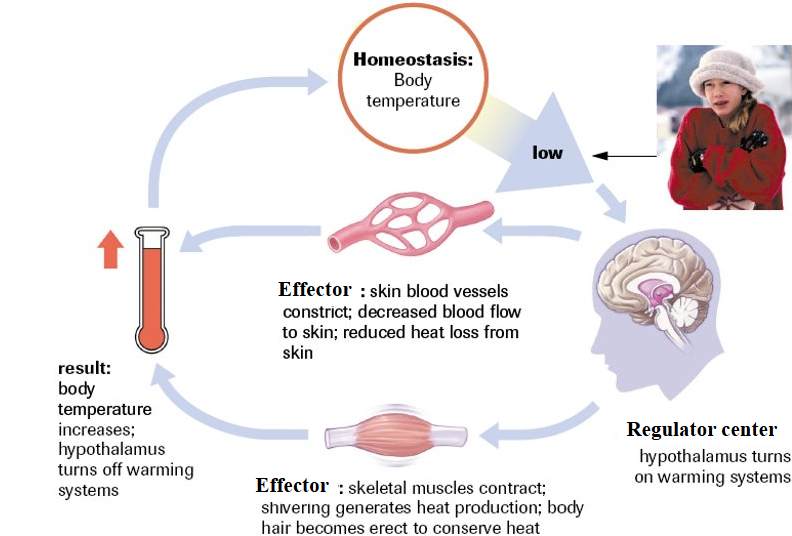 Homeostasis:
Body
temperature
low
Effector : skin blood vessels
constrict; decreased blood flow
to skin; reduced heat loss from
skin
result:
body
temperature
increases;
hypothalamus
turns off warming
systems
Regulator center
hypothalamus turns
on warming systems
Effector : skeletal muscles contract;
shivering generates heat production; body
hair becomes erect to conserve heat